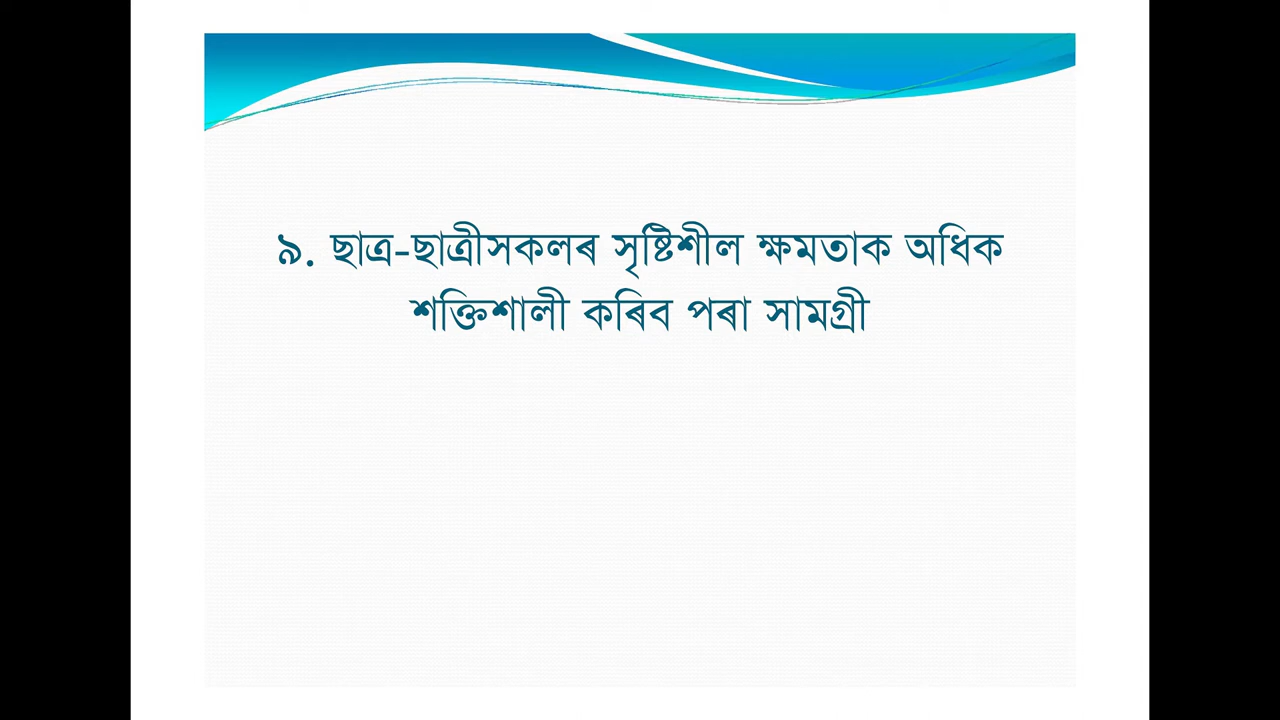 ৯. ছাত্ৰ-ছাত্ৰীসকলৰ সৃষ্টিশীল ক্ষমতাক অধিক
শক্তিশালী কৰিব পৰা সামগ্ৰী